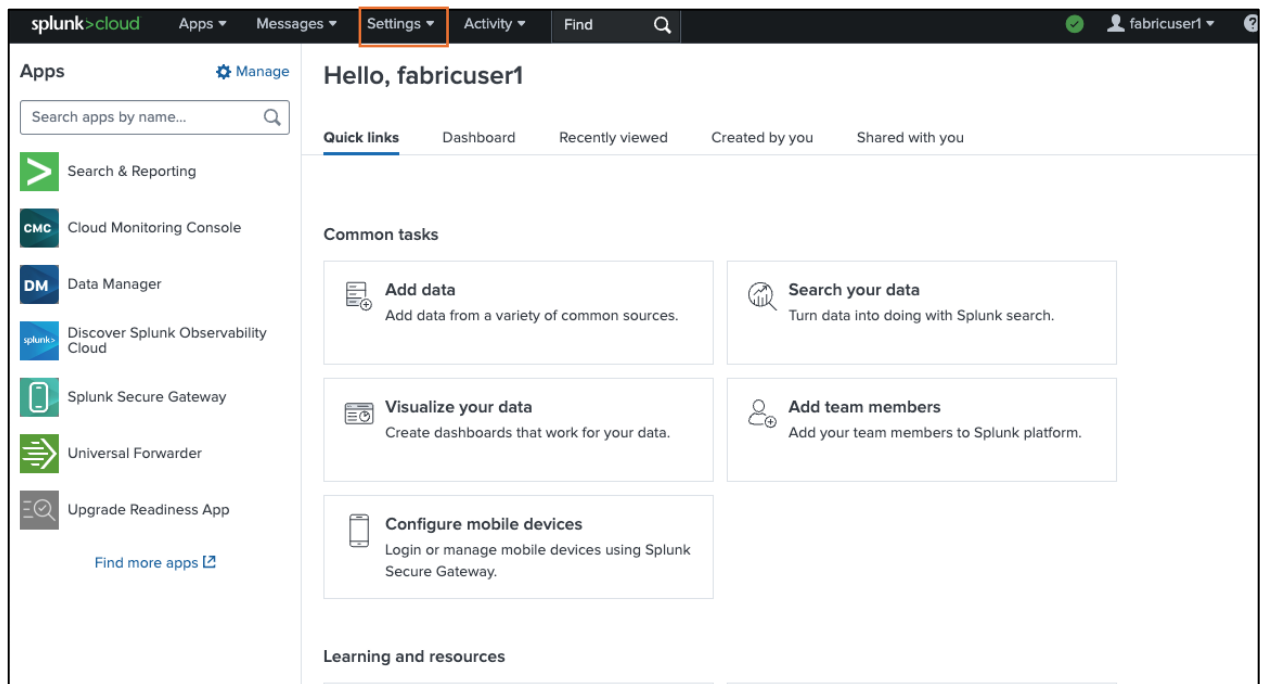 splunk>cloud Apps Messages Settings Activity Find fabricuser1 ?
Apps Manage
Search apps by name...
Search & Reporting
CMC Cloud Monitoring Console
DM Data Manager
splunk> Discover Splunk Observability
Cloud
Splunk Secure Gateway
Universal Forwarder
Upgrade Readiness App
Find more apps
Hello, fabricuser1
Quick links Dashboard Recently viewed Created by you Shared with you
Common tasks
Add data
Add data from a variety of common sources.
Search your data
Turn data into doing with Splunk search.
Visualize your data
Create dashboards that work for your data.
Add team members
Add your team members to Splunk platform.
Configure mobile devices
Login or manage mobile devices using Splunk
Secure Gateway.
Learning and resources